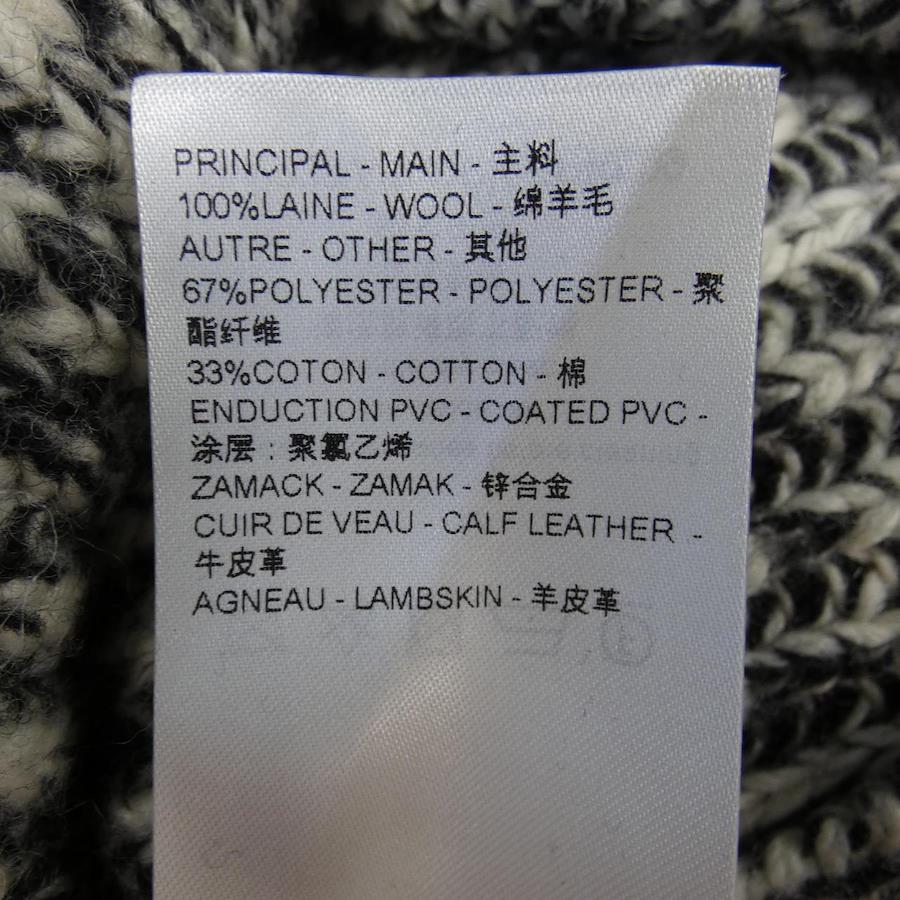 PRINCIPAL - MAIN - 主料
100%LAINE - WOOL - 绵羊毛
AUTRE - OTHER - 其他
67%POLYESTER - POLYESTER - 聚
酯纤维
33%COTON - COTTON - 棉
ENDUCTION PVC - COATED PVC -
涂层：聚氯乙烯
ZAMACK - ZAMAK - 锌合金
CUIR DE VEAU - CALF LEATHER -
牛皮革
AGNEAU - LAMBSKIN - 羊皮革